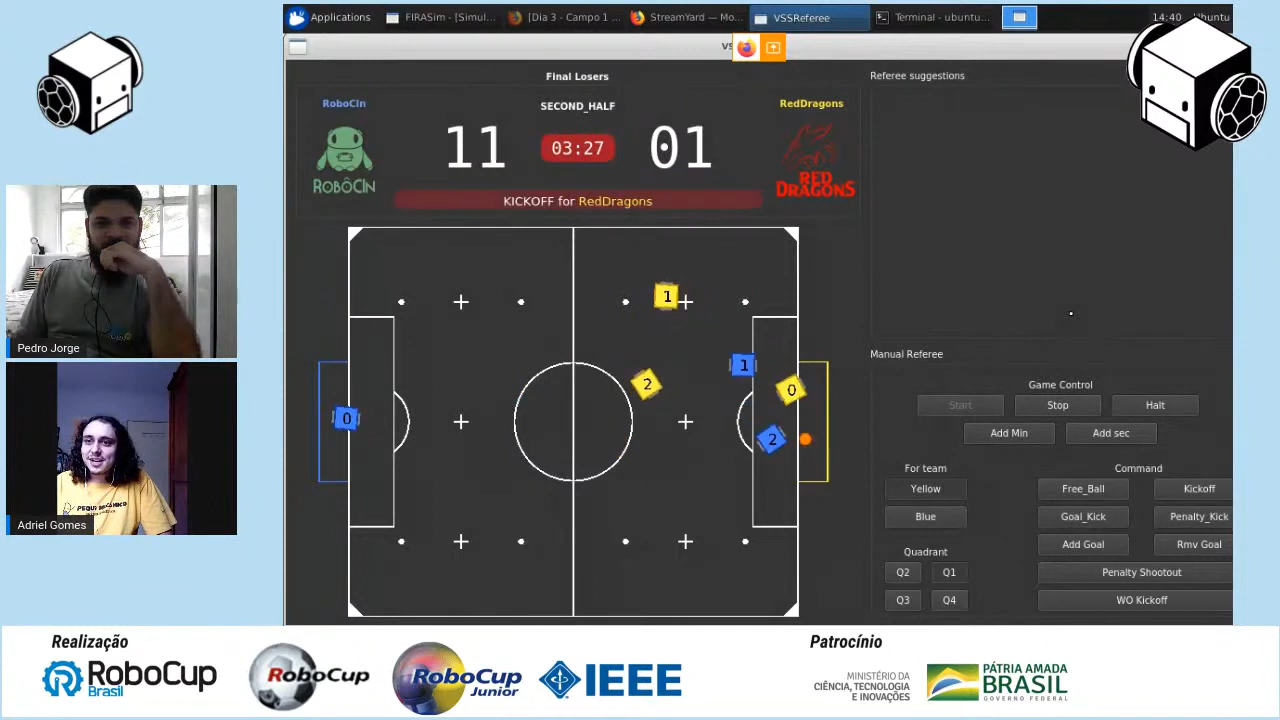 Applications
FIRASim - [Simul...
[Dia 3 - Campo 1 ...
StreamYard — Mo...
VSSReferee
Terminal - ubuntu...
14:40
Ubuntu
Final Losers
Referee suggestions
RoboCIn
SECOND_HALF
RedDragons
11
03:27
01
ROBÔCIN
RED
DRAGONS
KICKOFF for RedDragons
1
1
2
0
0
2
Pedro Jorge
Adriel Gomes
Manual Referee
Game Control
Start
Stop
Halt
Add Min
Add sec
For team
Command
Yellow
Free_Ball
Kickoff
Blue
Goal_Kick
Penalty_Kick
Add Goal
Rmv Goal
Quadrant
Q2
Q1
Penalty Shootout
Q3
Q4
WO Kickoff
Realização
Patrocínio
RoboCup
Brasil
RoboCup
RoboCup
Junior
IEEE
MINISTÉRIO DA
CIÊNCIA, TECNOLOGIA
E INOVAÇÕES
PÁTRIA AMADA
BRASIL
GOVERNO FEDERAL